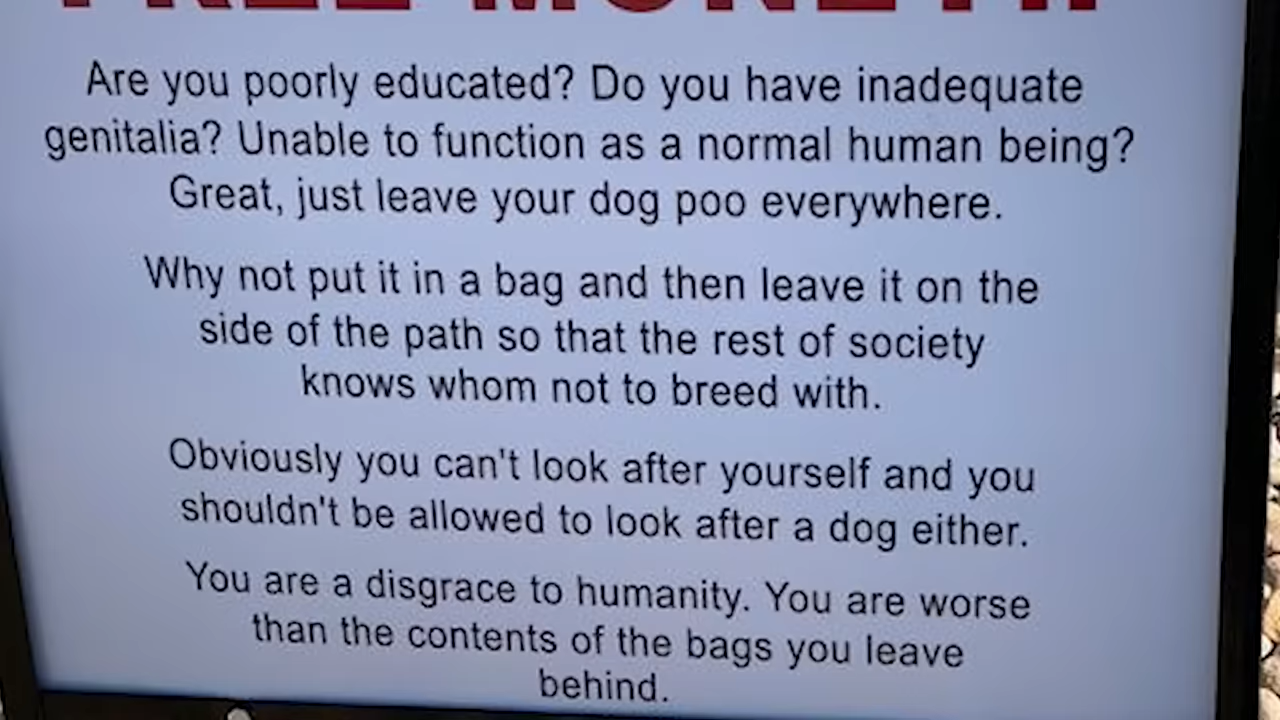 FREE MONEY!!
Are you poorly educated? Do you have inadequate
genitalia? Unable to function as a normal human being?
Great, just leave your dog poo everywhere.
Why not put it in a bag and then leave it on the
side of the path so that the rest of society
knows whom not to breed with.
Obviously you can't look after yourself and you
shouldn't be allowed to look after a dog either.
You are a disgrace to humanity. You are worse
than the contents of the bags you leave
behind.